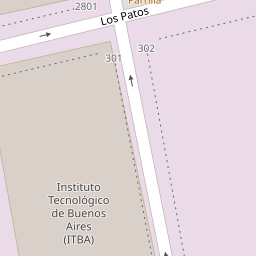 Parrilla
2801
Los Patos
301
302
Instituto
Tecnológico
de Buenos
Aires
(ITBA)